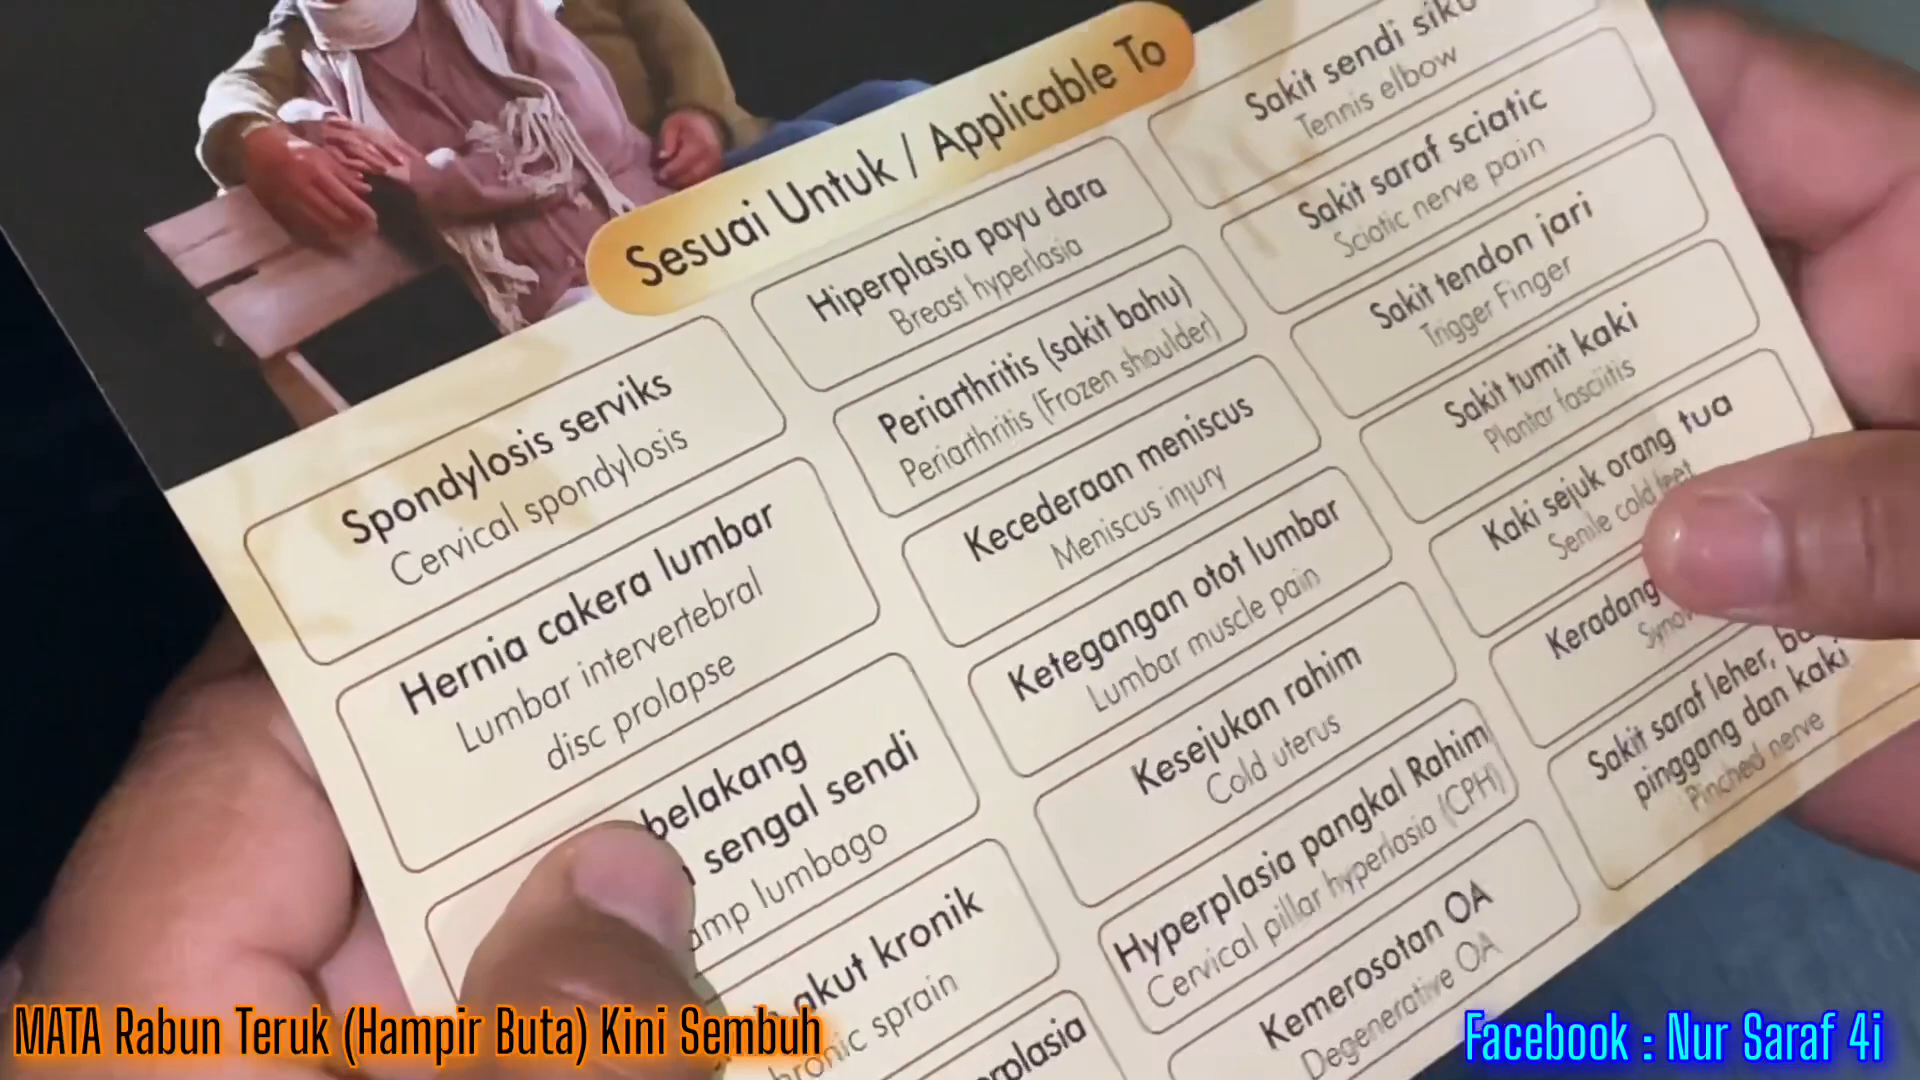 Sesuai Untuk / Applicable To
Spondylosis serviks
Cervical spondylosis
Hernia cakera lumbar
Lumbar intervertebral
disc prolapse
belakang
sengal sendi
lumbago
akut kronik
sprain
Hiperplasia payu dara
Breast hyperlasia
Periarthritis (sakit bahu)
Periarthritis (Frozen shoulder)
Kecederaan meniscus
Meniscus injury
Ketegangan otot lumbar
Lumbar muscle pain
Kesejukan rahim
Cold uterus
Hyperplasia pangkal Rahim
Cervical pillar hyperlasia (CPH)
Kemerosotan OA
Degenerative OA
Sakit sendi siku
Tennis elbow
Sakit saraf sciatic
Sciatic nerve pain
Sakit tendon jari
Trigger Finger
Sakit tumit kaki
Plantar fasciitis
Kaki sejuk orang tua
Senile cold feet
Sakit saraf leher,
pinggang dan kaki
Pinched nerve
MATA Rabun Teruk (Hampir Buta) Kini Sembuh
Facebook : Nur Saraf 4i